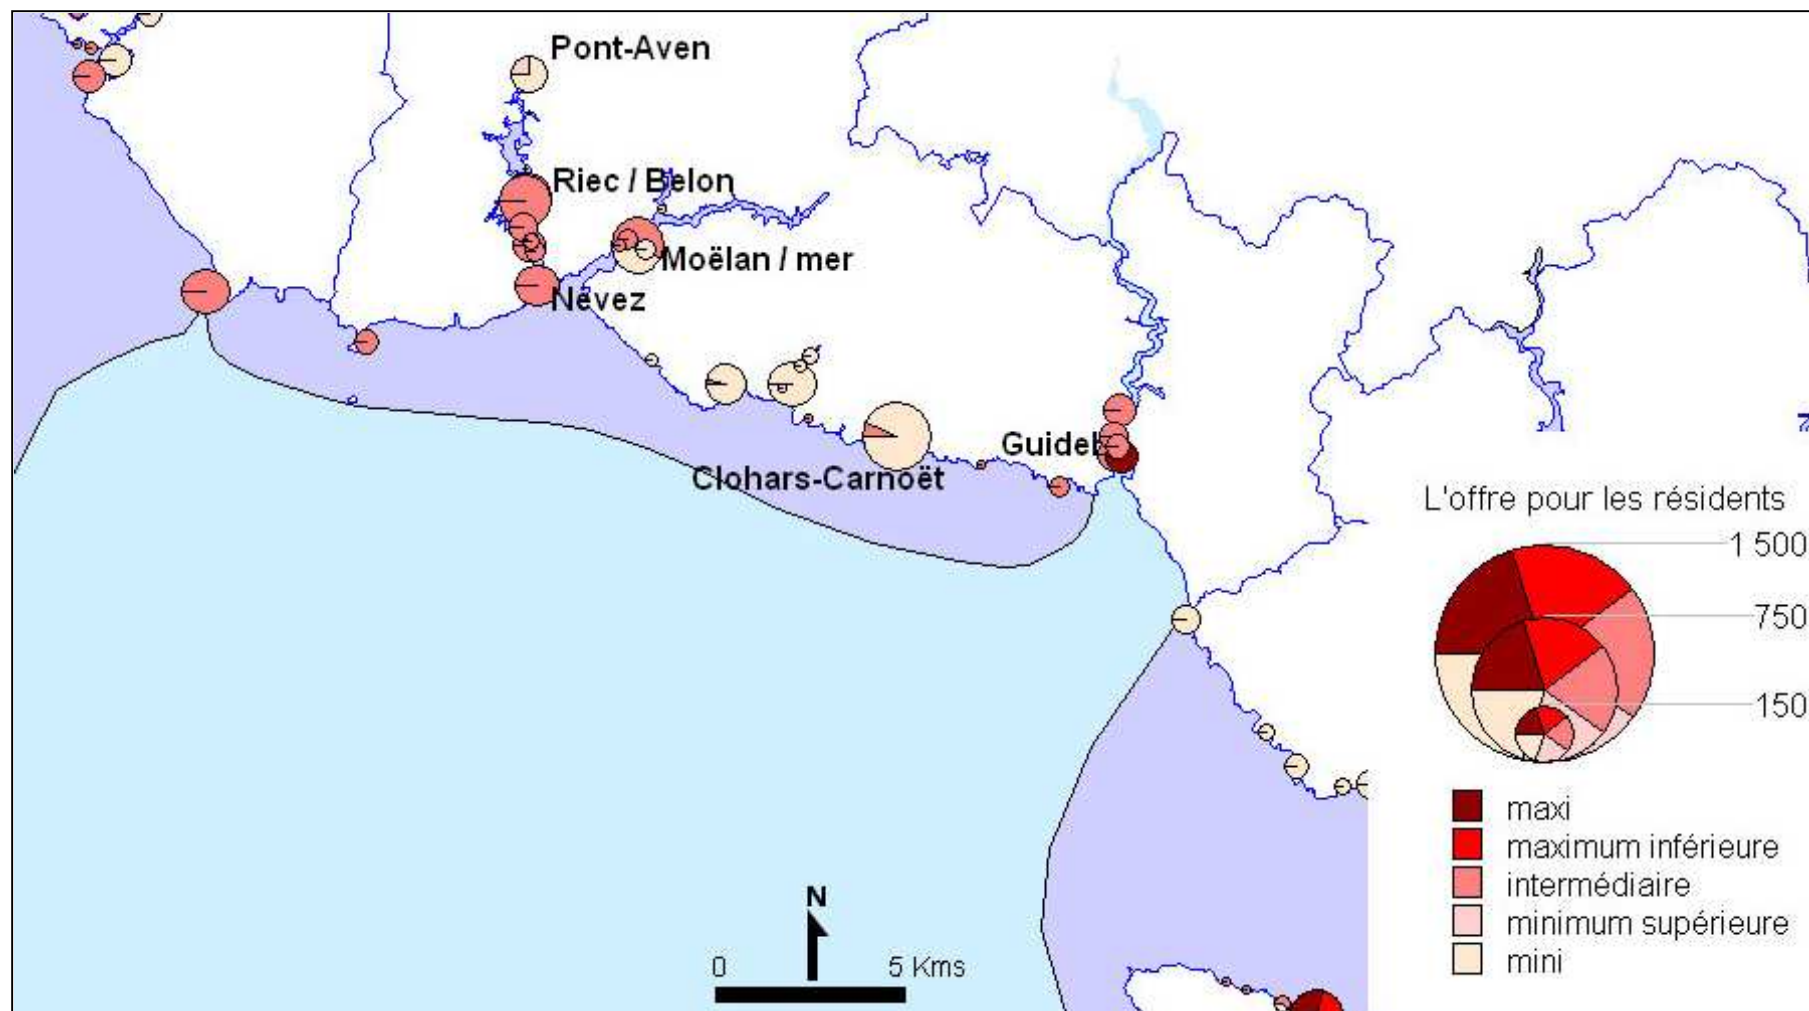 Pont-Aven
Riec / Belon
Moëlan / mer
Névez
Guidel
Clohars-Carnoët
L'offre pour les résidents
1 500
750
150
maxi
maximum inférieure
intermédiaire
minimum supérieure
mini
N
0 5 Kms